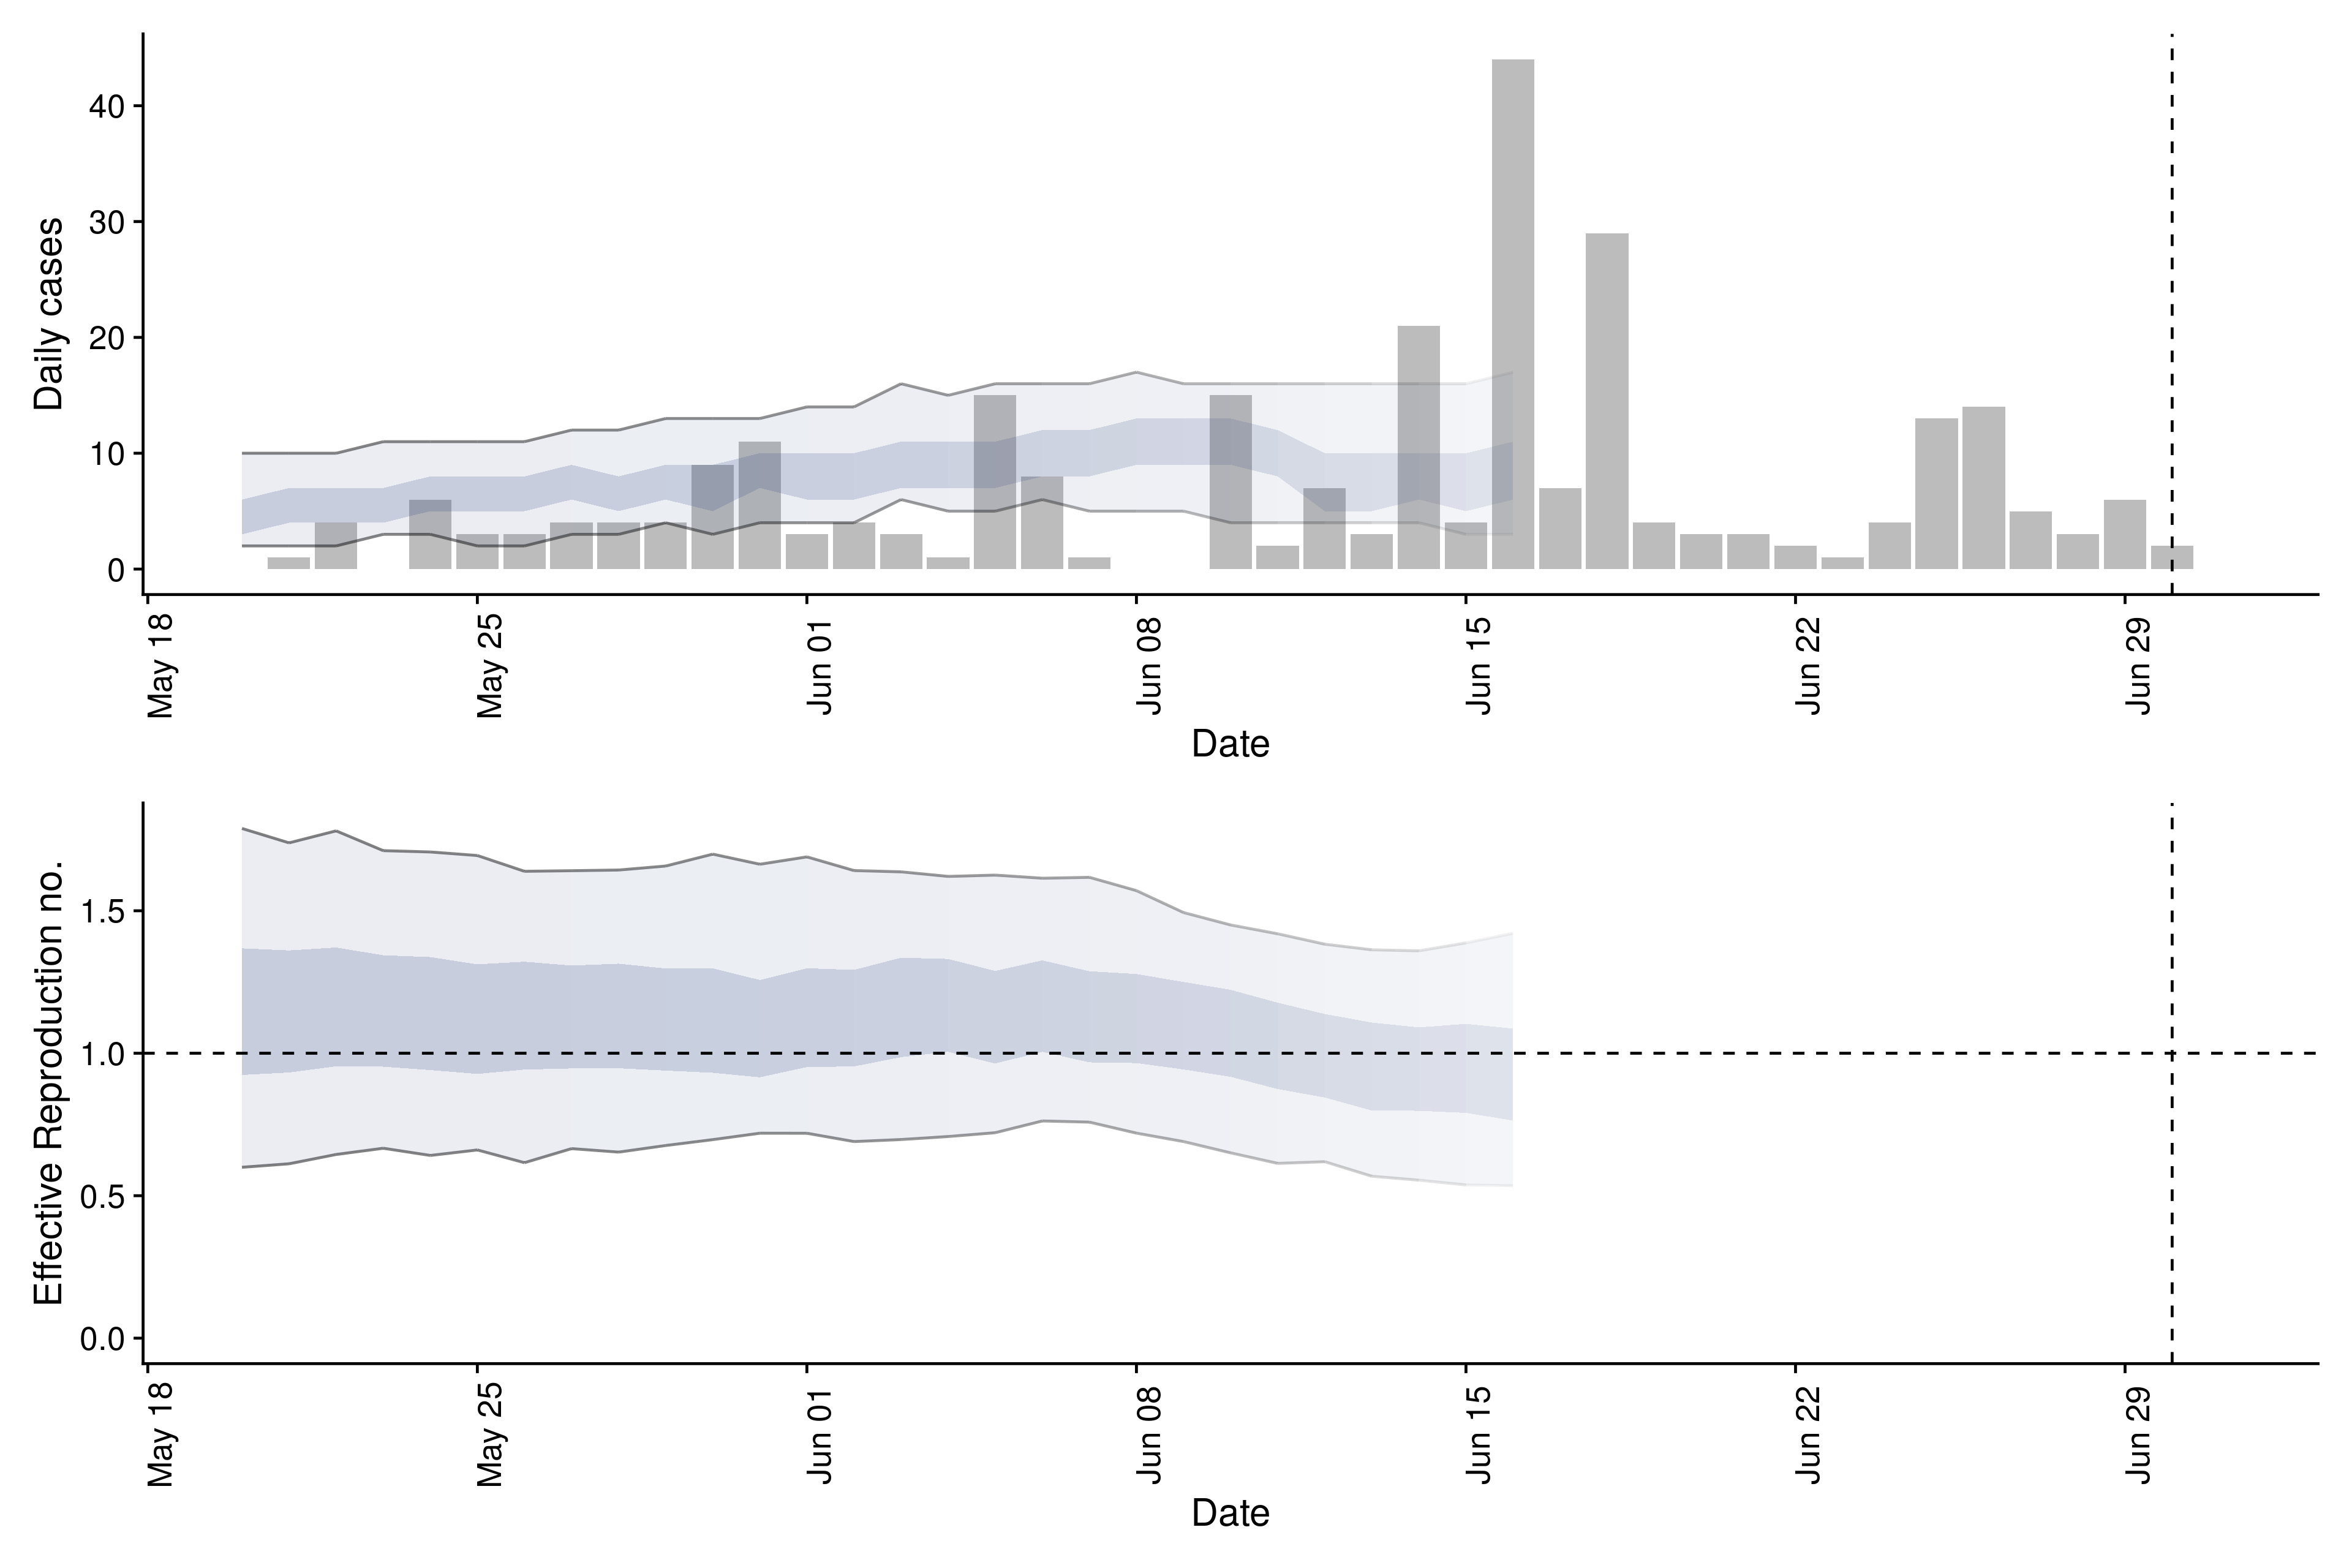 Daily cases
40
30
20
10
0
May 18
May 25
Jun 01
Jun 08
Jun 15
Jun 22
Jun 29
Date
Effective Reproduction no.
1.5
1.0
0.5
0.0
May 18
May 25
Jun 01
Jun 08
Jun 15
Jun 22
Jun 29
Date